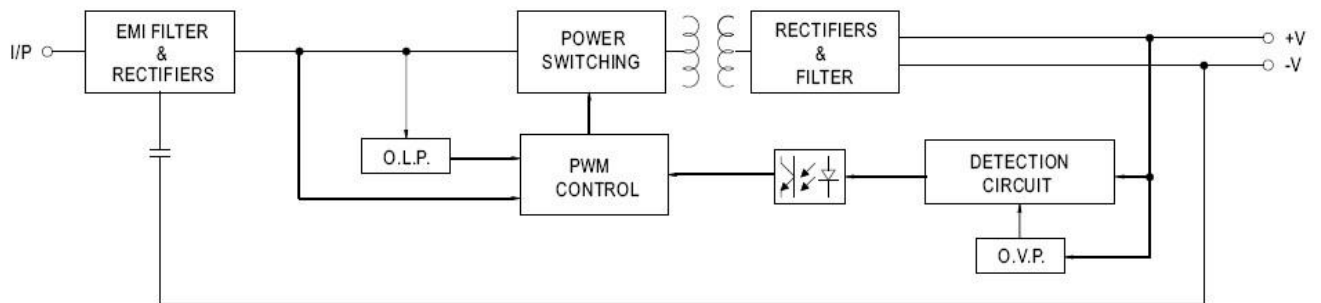 I/P
EMI FILTER
&
RECTIFIERS
POWER
SWITCHING
RECTIFIERS
&
FILTER
+V
-V
O.L.P.
PWM
CONTROL
DETECTION
CIRCUIT
O.V.P.